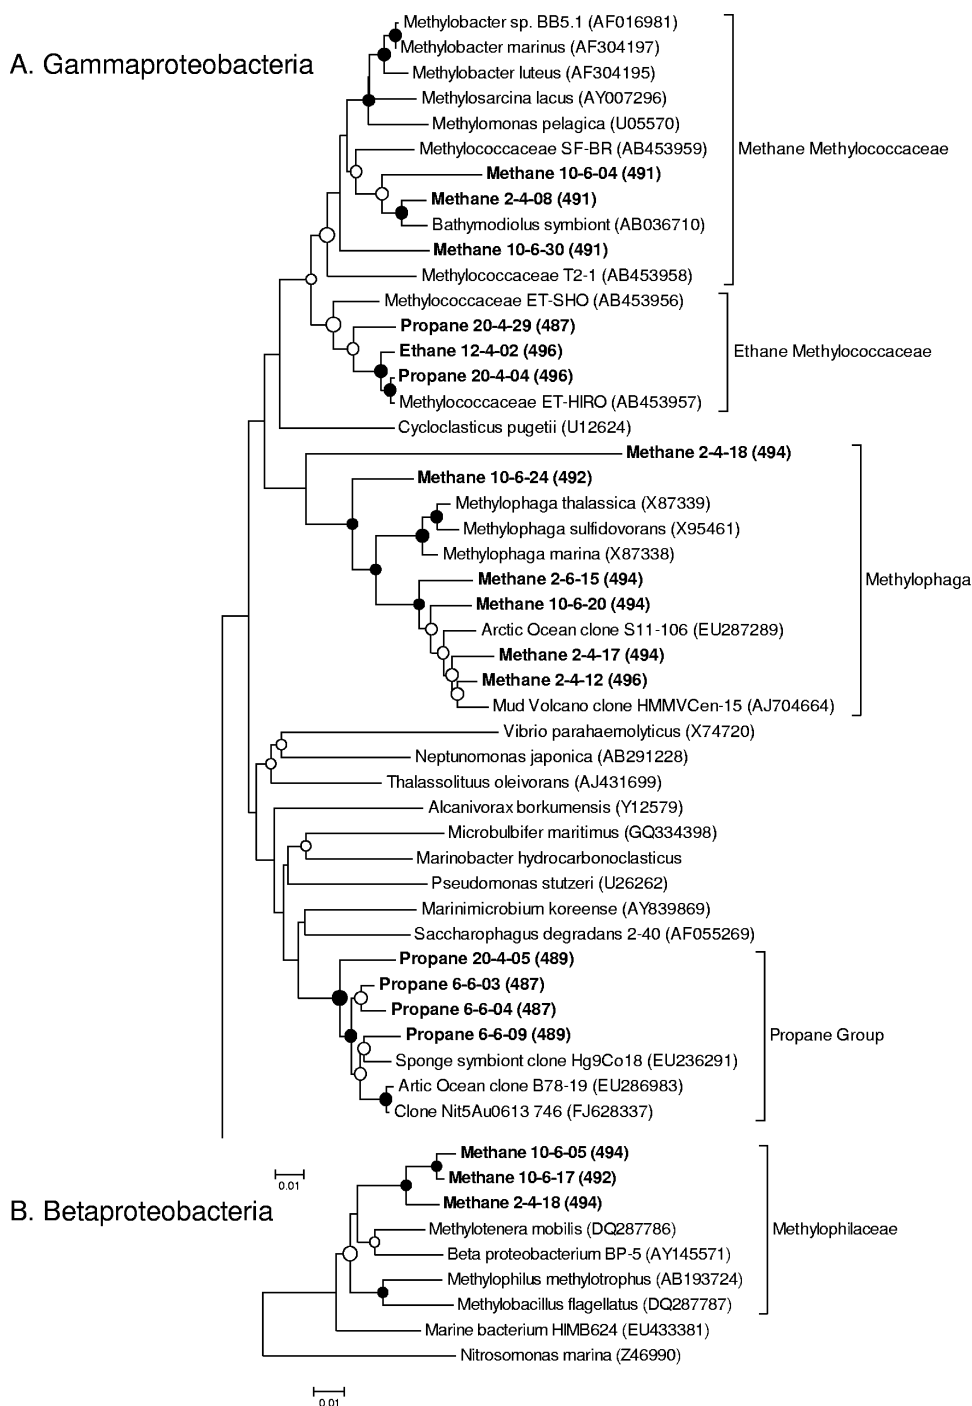 Methylobacter sp. BB5.1 (AF016981)
Methylobacter marinus (AF304197)
A. Gammaproteobacteria
Methylobacter luteus (AF304195)
Methylosarcina lacus (AY007296)
Methylomonas pelagica (U05570)
Methylococcaceae SF-BR (AB453959)
Methane Methylococcaceae
Methane 10-6-04 (491)
Methane 2-4-08 (491)
Bathymodiolus symbiont (AB036710)
Methane 10-6-30 (491)
Methylococcaceae T2-1 (AB453958)
Methylococcaceae ET-SHO (AB453956)
Propane 20-4-29 (487)
Ethane 12-4-02 (496)
Ethane Methylococcaceae
Propane 20-4-04 (496)
Methylococcaceae ET-HIRO (AB453957)
Cycloclasticus pugetii (U12624)
Methane 2-4-18 (494)
Methane 10-6-24 (492)
Methylophaga thalassica (X87339)
Methylophaga sulfidovorans (X95461)
Methylophaga marina (X87338)
Methane 2-6-15 (494)
Methylophaga
Methane 10-6-20 (494)
Arctic Ocean clone S11-106 (EU287289)
Methane 2-4-17 (494)
Methane 2-4-12 (496)
Mud Volcano clone HMMVCen-15 (AJ704664)
Vibrio parahaemolyticus (X74720)
Neptunomonas japonica (AB291228)
Thalassolituus oleivorans (AJ431699)
Alcanivorax borkumensis (Y12579)
Microbulbifer maritimus (GQ334398)
Marinobacter hydrocarbonoclasticus
Pseudomonas stutzeri (U26262)
Marinimicrobium koreense (AY839869)
Saccharophagus degradans 2-40 (AF055269)
Propane 20-4-05 (489)
Propane 6-6-03 (487)
Propane 6-6-04 (487)
Propane 6-6-09 (489)
Propane Group
Sponge symbiont clone Hg9Co18 (EU236291)
Artic Ocean clone B78-19 (EU286983)
Clone Nit5Au0613 746 (FJ628337)
0.01
Methane 10-6-05 (494)
Methane 10-6-17 (492)
Methane 2-4-18 (494)
B. Betaproteobacteria
Methylotenera mobilis (DQ287786)
Methylophilaceae
Beta proteobacterium BP-5 (AY145571)
Methylophilus methylotrophus (AB193724)
Methylobacillus flagellatus (DQ287787)
Marine bacterium HIMB624 (EU433381)
Nitrosomonas marina (Z46990)
0.01